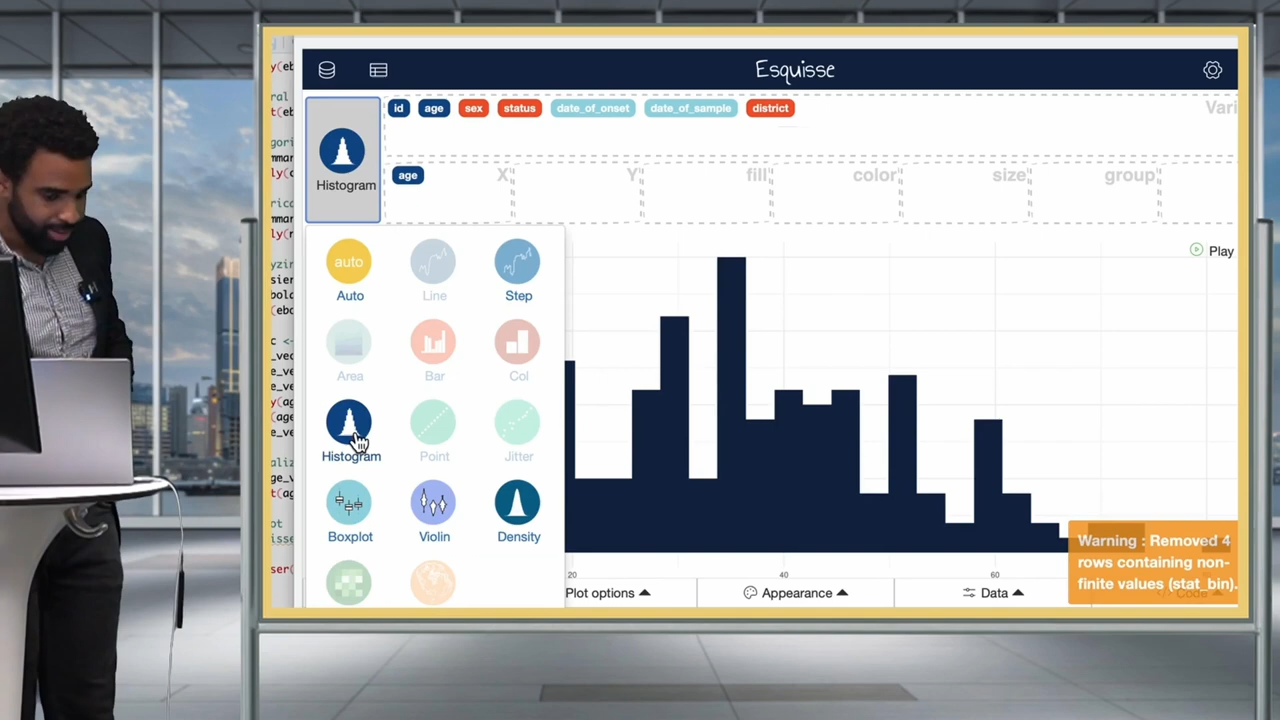 Esquisse
id age sex status date_of_onset date_of_sample district
Vari
Histogram
age
X Y fill color size group
auto
Auto Line Step
Area Bar Col
Histogram Point Jitter
Boxplot Violin Density
Play
Warning : Removed 4
rows containing non-
finite values (stat_bin).
20 40 60
Plot options Appearance Data Code